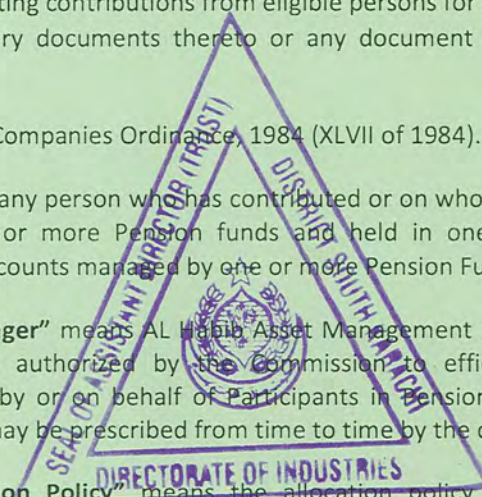 ting contributions from eligible persons for
ry documents thereto or any document
Companies Ordinance, 1984 (XLVII of 1984).
any person who has contributed or on who
or more Pension funds and held in one
counts managed by one or more Pension Fu
ger" means AL Habib Asset Management
authorized by the Commission to effi
by or on behalf of Participants in Pension
may be prescribed from time to time by the c
on Policy" means the allocation policy
SEAL OF ASSISTANT DIRECTOR (TRUST)
DISTRICT SOUTH KARACHI
DIRECTORATE OF INDUSTRIES